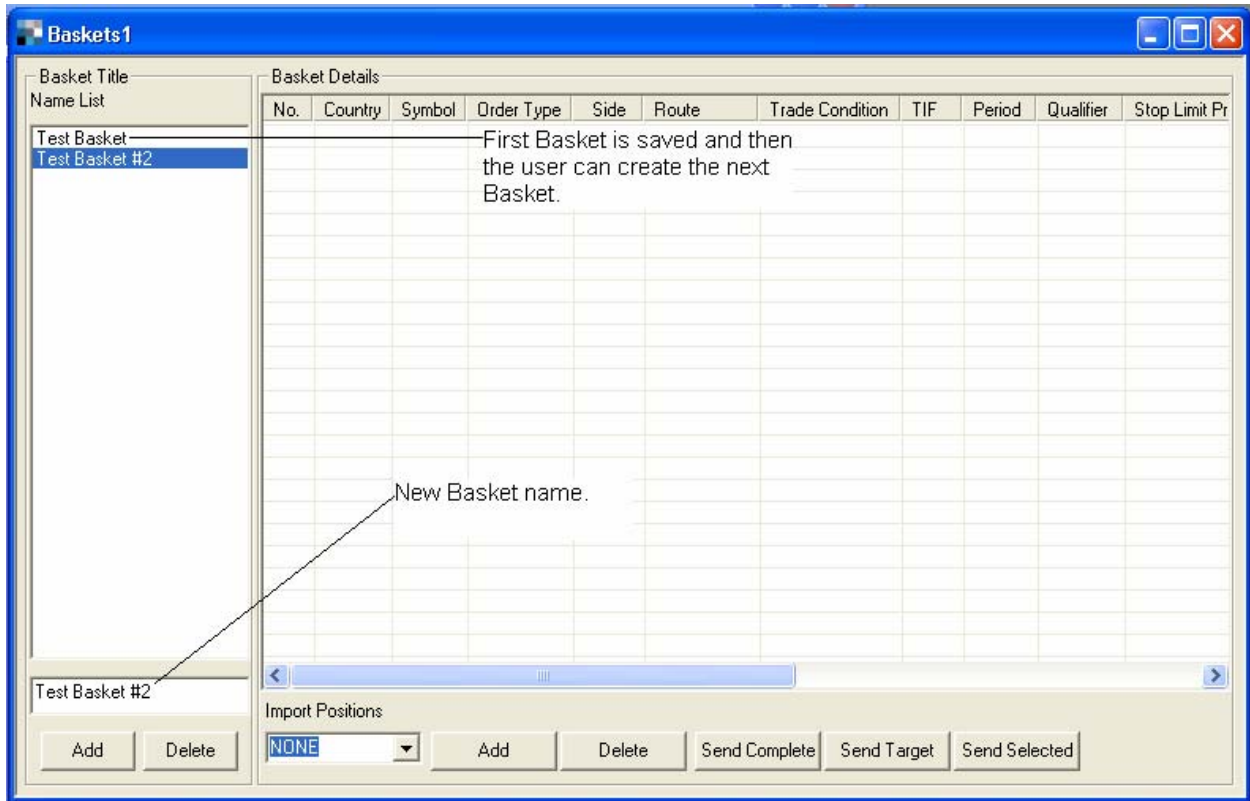 Baskets1
Basket Title
Name List
Test Basket
Test Basket #2
Test Basket #2
Add Delete
Basket Details
No. Country Symbol Order Type Side Route Trade Condition TIF Period Qualifier Stop Limit Pr
First Basket is saved and then
the user can create the next
Basket.
New Basket name.
Import Positions
NONE Add Delete Send Complete Send Target Send Selected